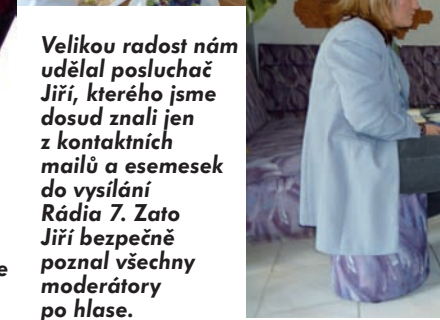 Velikou radost nám
udělal posluchač
Jiří, kterého jsme
dosud znali jen
z kontaktních
mailů a esemesek
do vysílání
Rádia 7. Zato
Jiří bezpečně
poznal všechny
moderátory
po hlase.
e